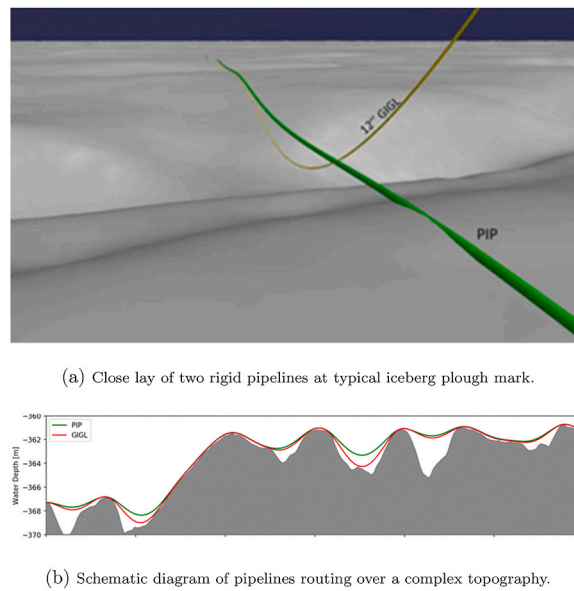 12" GIGL
PIP
(a) Close lay of two rigid pipelines at typical iceberg plough mark.
−360
−362
−364
−366
−368
−370
Water Depth [m]
PIP
GIGL
(b) Schematic diagram of pipelines routing over a complex topography.